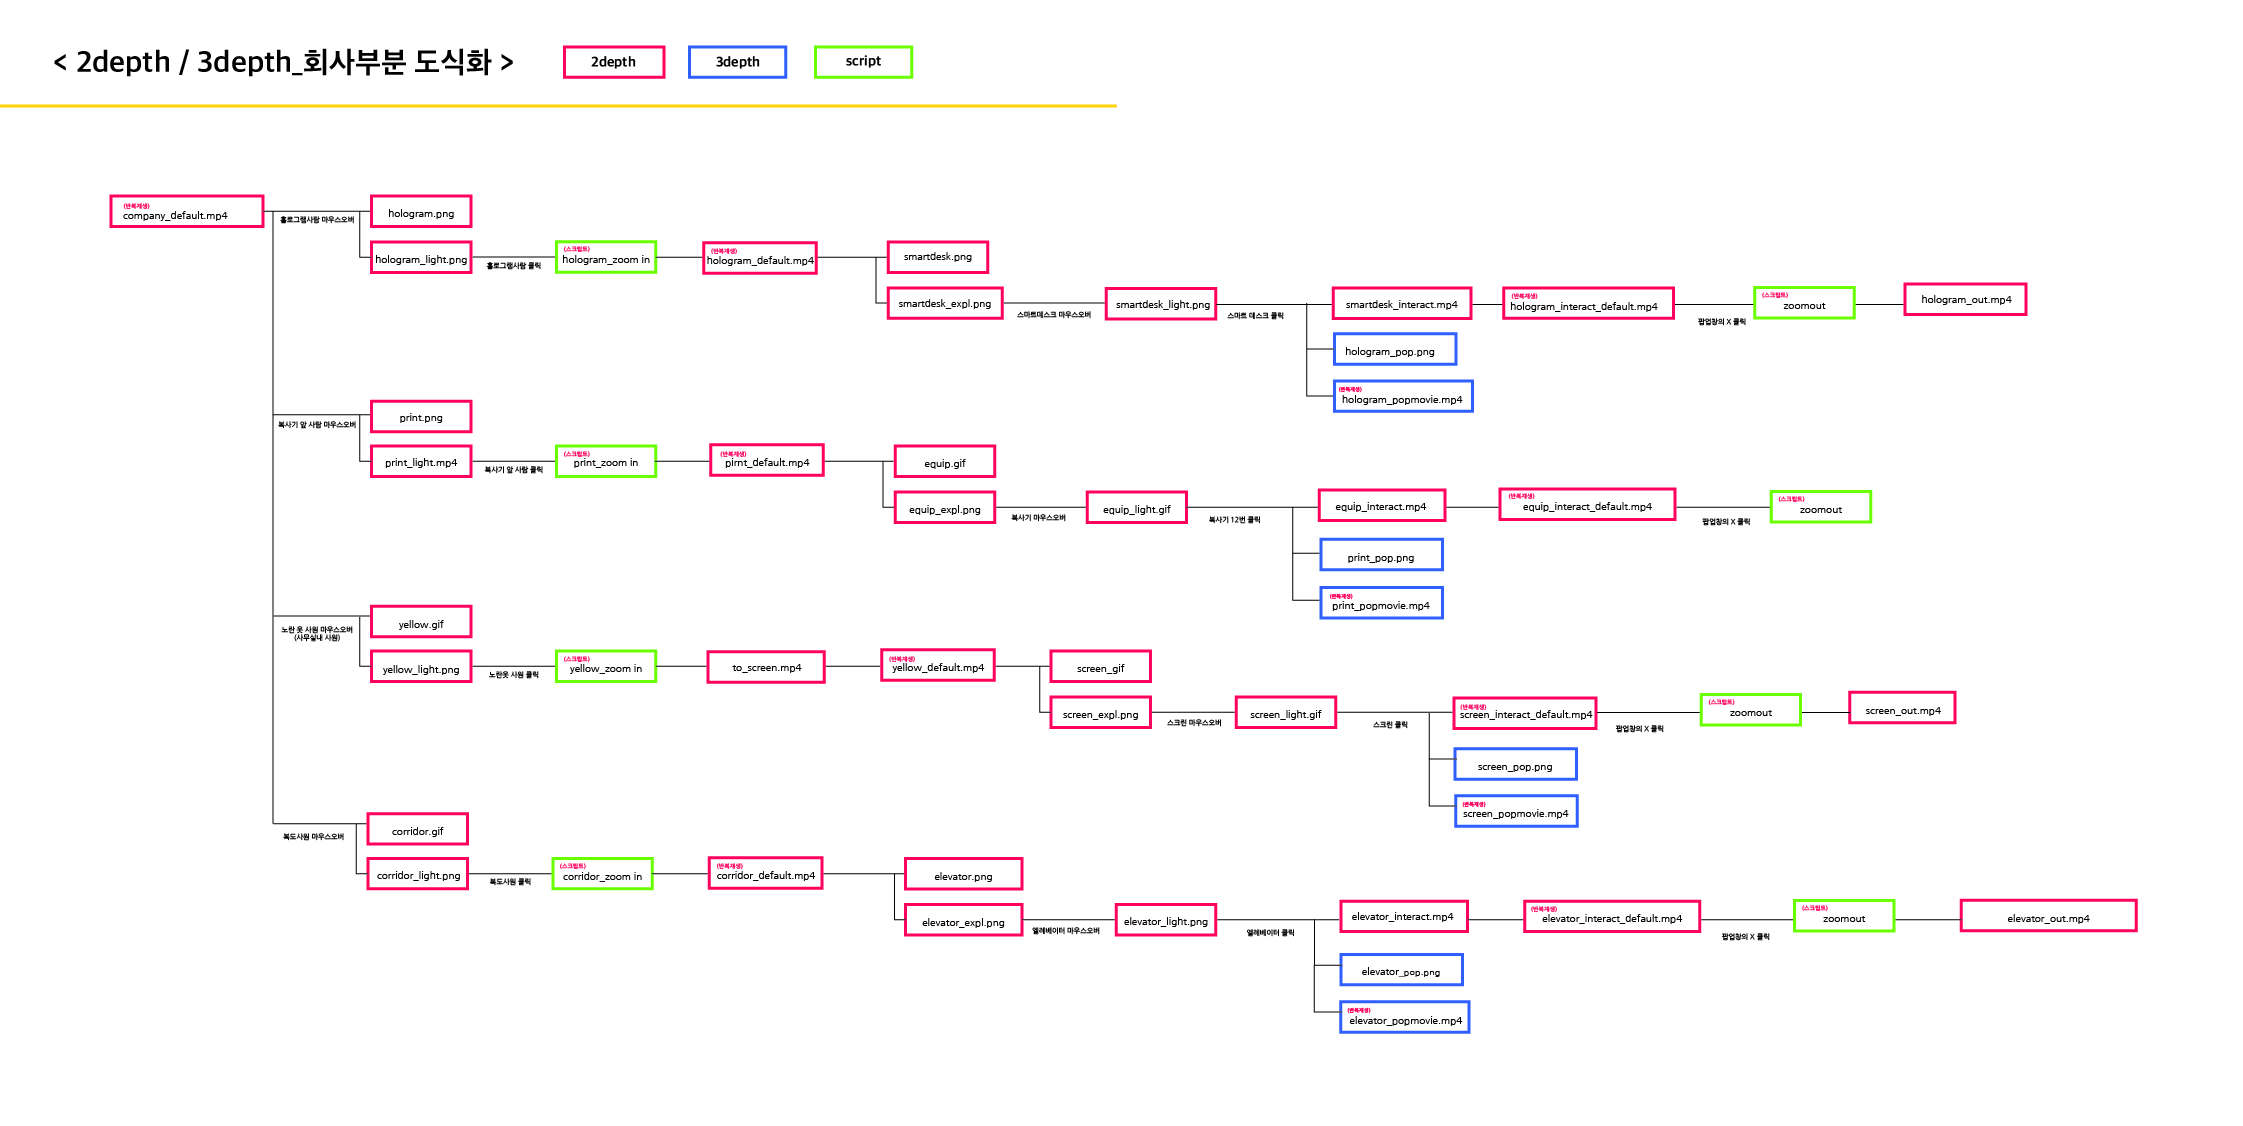 < 2depth / 3depth_회사부분 도식화 >
2depth
3depth
script
(반복재생)
company_default.mp4
홀로그램사람 마우스오버
hologram.png
hologram_light.png
홀로그램사람 클릭
(스크립트)
hologram_zoom in
(반복재생)
hologram_default.mp4
smartdesk.png
smartdesk_expl.png
스마트데스크 마우스오버
smartdesk_light.png
스마트 데스크 클릭
smartdesk_interact.mp4
(반복재생)
hologram_interact_default.mp4
팝업창의 X 클릭
(스크립트)
zoomout
hologram_out.mp4
hologram_pop.png
(반복재생)
hologram_popmovie.mp4
복사기 앞 사람 마우스오버
print.png
print_light.mp4
복사기 앞 사람 클릭
(스크립트)
print_zoom in
(반복재생)
pirnt_default.mp4
equip.gif
equip_expl.png
복사기 마우스오버
equip_light.gif
복사기 12번 클릭
equip_interact.mp4
(반복재생)
equip_interact_default.mp4
팝업창의 X 클릭
(스크립트)
zoomout
print_pop.png
(반복재생)
print_popmovie.mp4
노란 옷 사원 마우스오버
(사무실내 사원)
yellow.gif
yellow_light.png
노란옷 사원 클릭
(스크립트)
yellow_zoom in
to_screen.mp4
(반복재생)
yellow_default.mp4
screen_gif
screen_expl.png
스크린 마우스오버
screen_light.gif
스크린 클릭
(반복재생)
screen_interact_default.mp4
팝업창의 X 클릭
(스크립트)
zoomout
screen_out.mp4
screen_pop.png
(반복재생)
screen_popmovie.mp4
복도사원 마우스오버
corridor.gif
corridor_light.png
복도사원 클릭
(스크립트)
corridor_zoom in
(반복재생)
corridor_default.mp4
elevator.png
elevator_expl.png
엘레베이터 마우스오버
elevator_light.png
엘레베이터 클릭
elevator_interact.mp4
(반복재생)
elevator_interact_default.mp4
팝업창의 X 클릭
(스크립트)
zoomout
elevator_out.mp4
elevator_pop.png
(반복재생)
elevator_popmovie.mp4